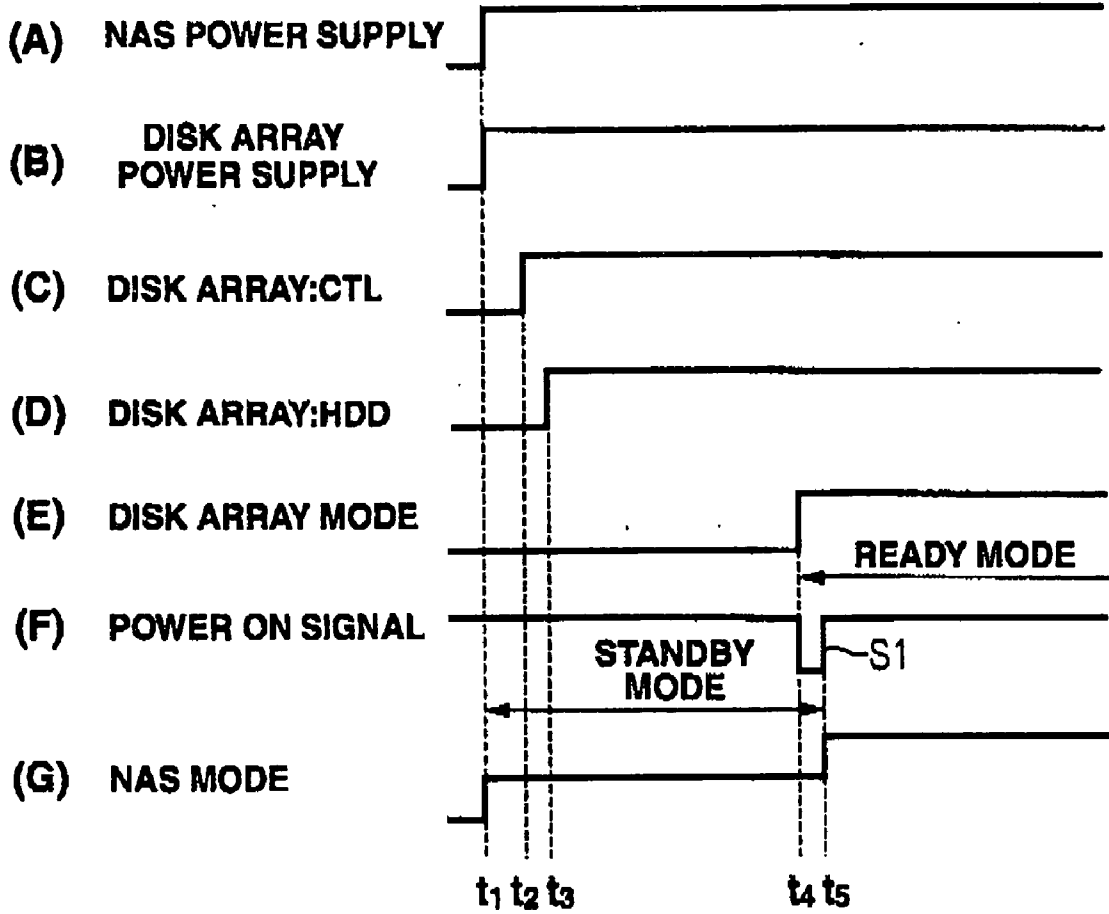 (A) NAS POWER SUPPLY
(B) DISK ARRAY
POWER SUPPLY
(C) DISK ARRAY:CTL
(D) DISK ARRAY:HDD
(E) DISK ARRAY MODE
READY MODE
(F) POWER ON SIGNAL
S1
STANDBY
MODE
(G) NAS MODE
t1 t2 t3 t4 t5